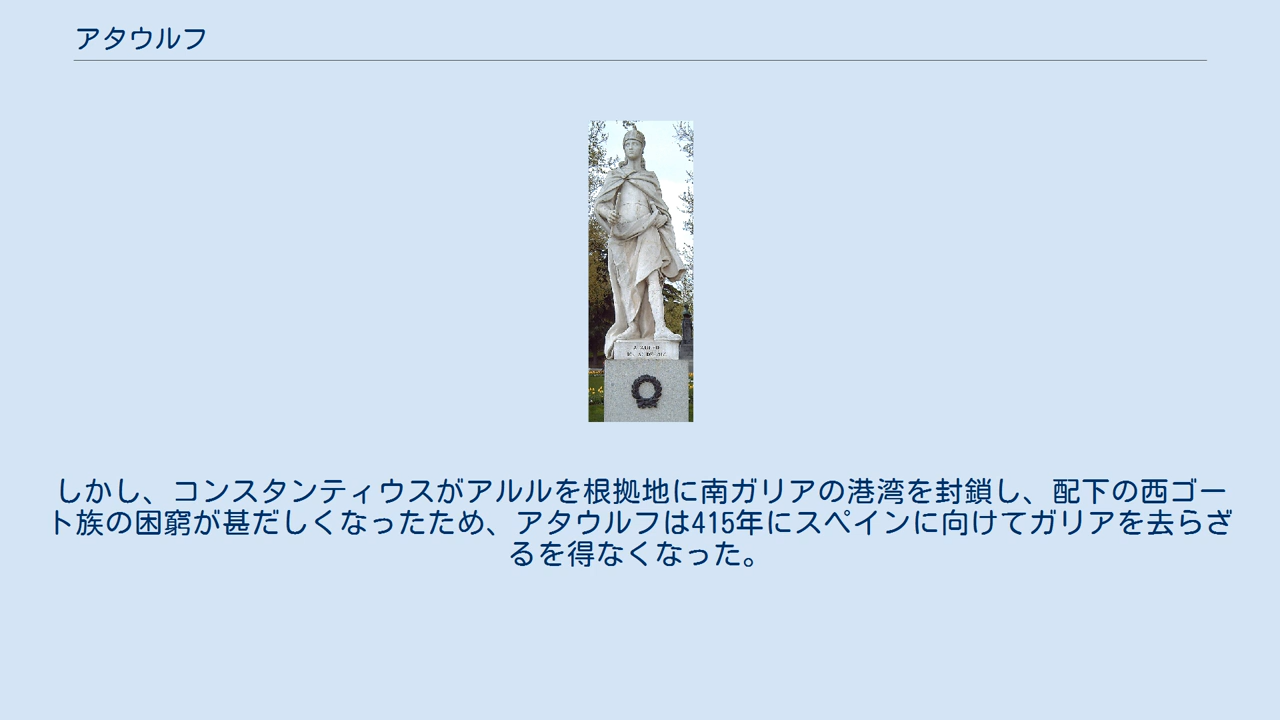 アタウルフ
しかし、コンスタンティウスがアルルを根拠地に南ガリアの港湾を封鎖し、配下の西ゴー
ト族の困窮が甚だしくなったため、アタウルフは415年にスペインに向けてガリアを去らざ
るを得なくなった。